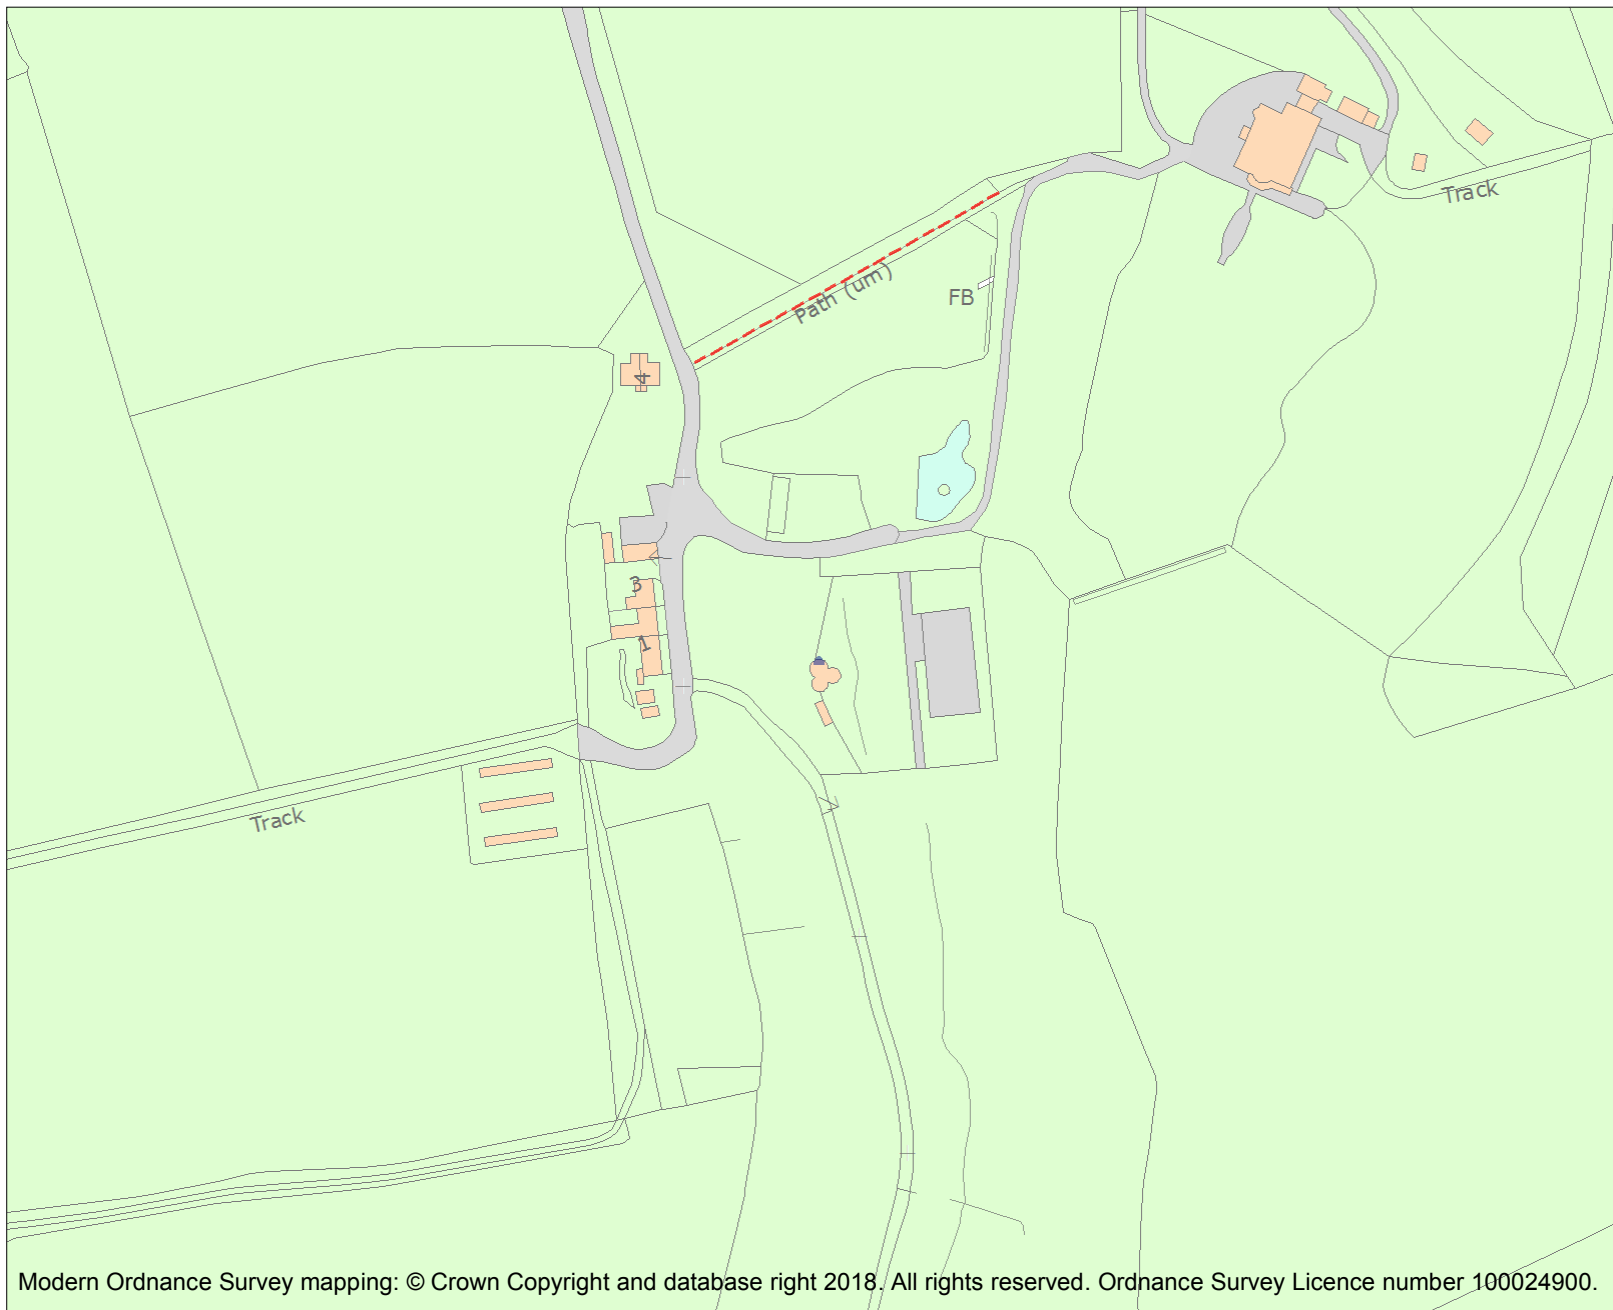 Track
Path (um)
FB
4
3
1
Track
Modern Ordnance Survey mapping: © Crown Copyright and database right 2018. All rights reserved. Ordnance Survey Licence number 100024900.